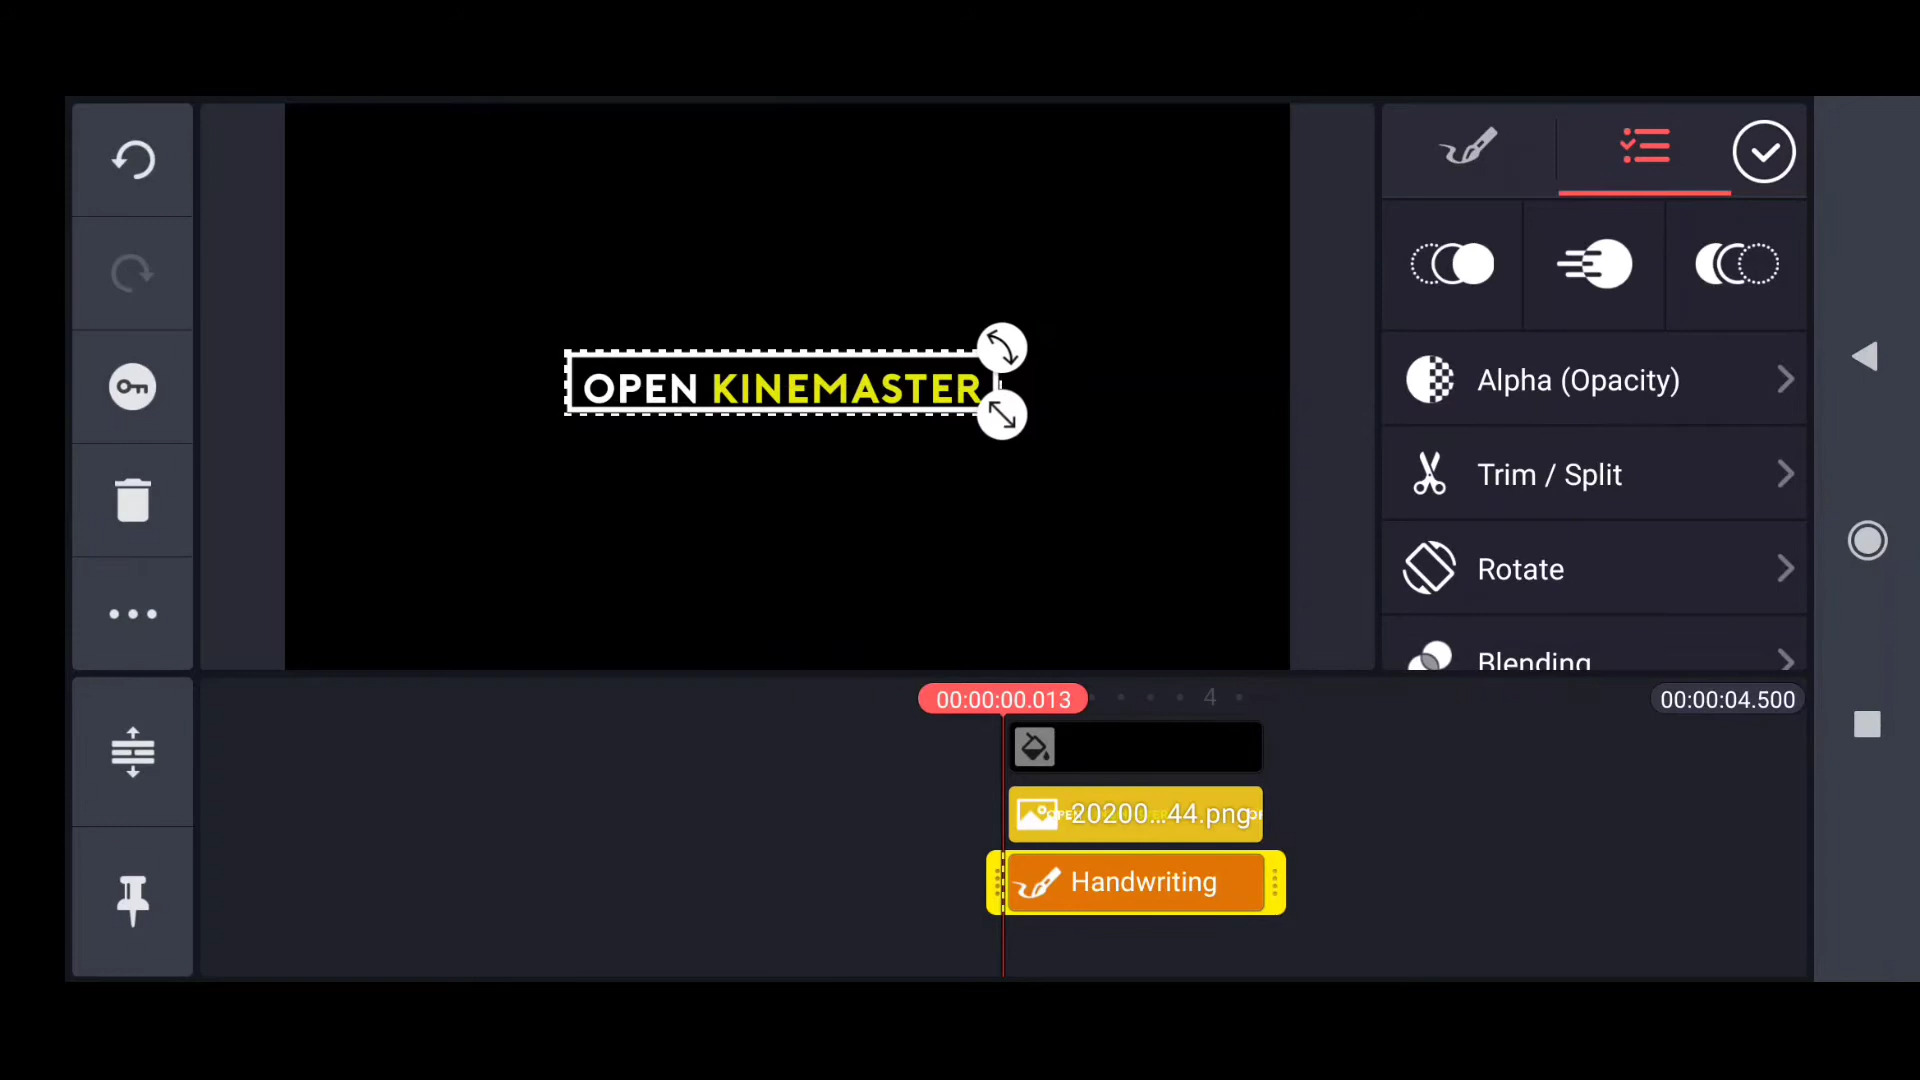 OPEN KINEMASTER
Alpha (Opacity)
Trim / Split
Rotate
Blending
00:00:00.013
4
00:00:04.500
20200...44.png
Handwriting